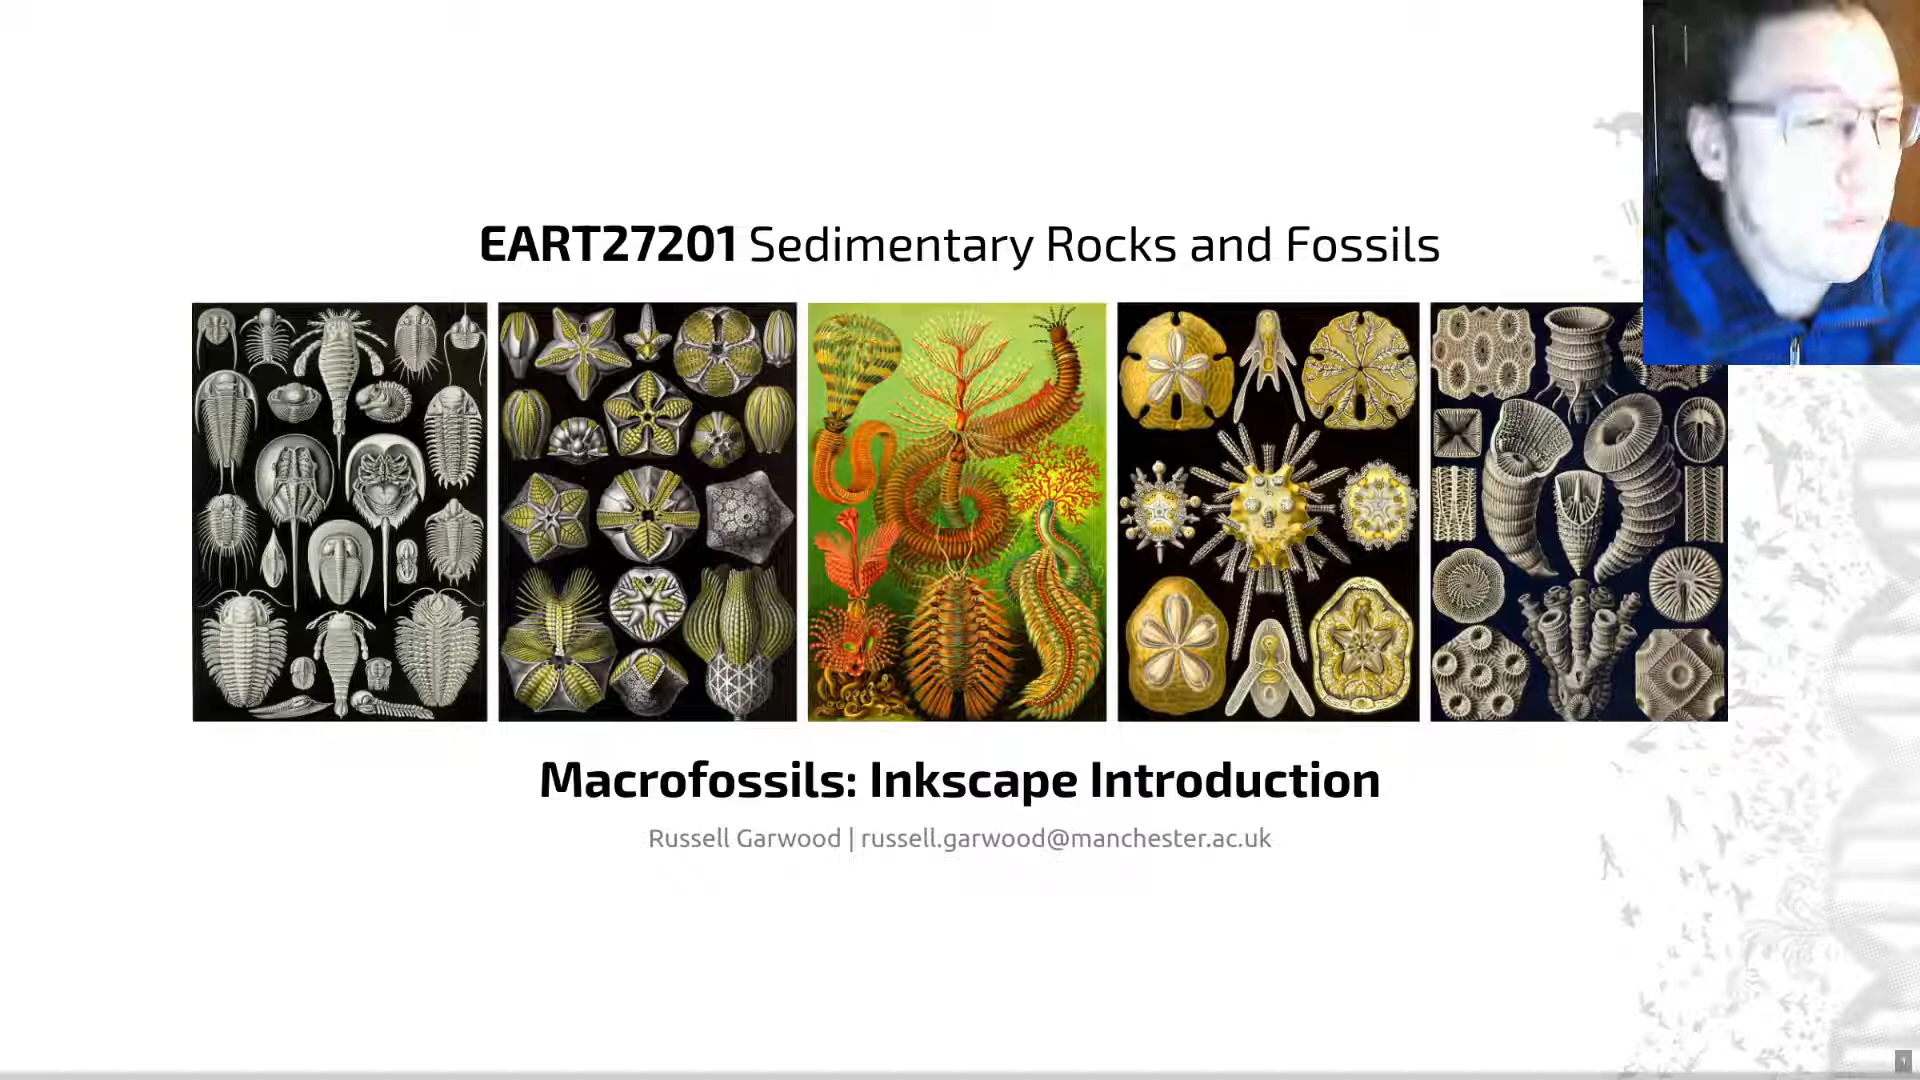 EART27201 Sedimentary Rocks and Fossils
Macrofossils: Inkscape Introduction
Russell Garwood | russell.garwood@manchester.ac.uk